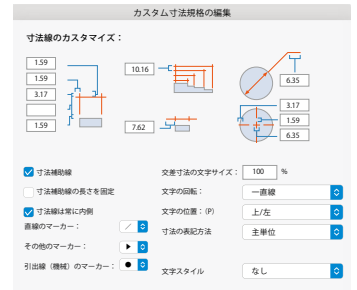 カスタム寸法規格の編集
寸法線のカスタマイズ：
1.59
1.59
3.17
1.59
10.16
7.62
6.35
3.17
1.59
6.35
寸法補助線
寸法補助線の長さを固定
寸法線は常に内側
直線のマーカー：
その他のマーカー：
引出線（機械）のマーカー：
公差寸法の文字サイズ： 100 %
文字の回転： 一直線
文字の位置：(P) 上/左
寸法の表記方法 主単位
文字スタイル なし